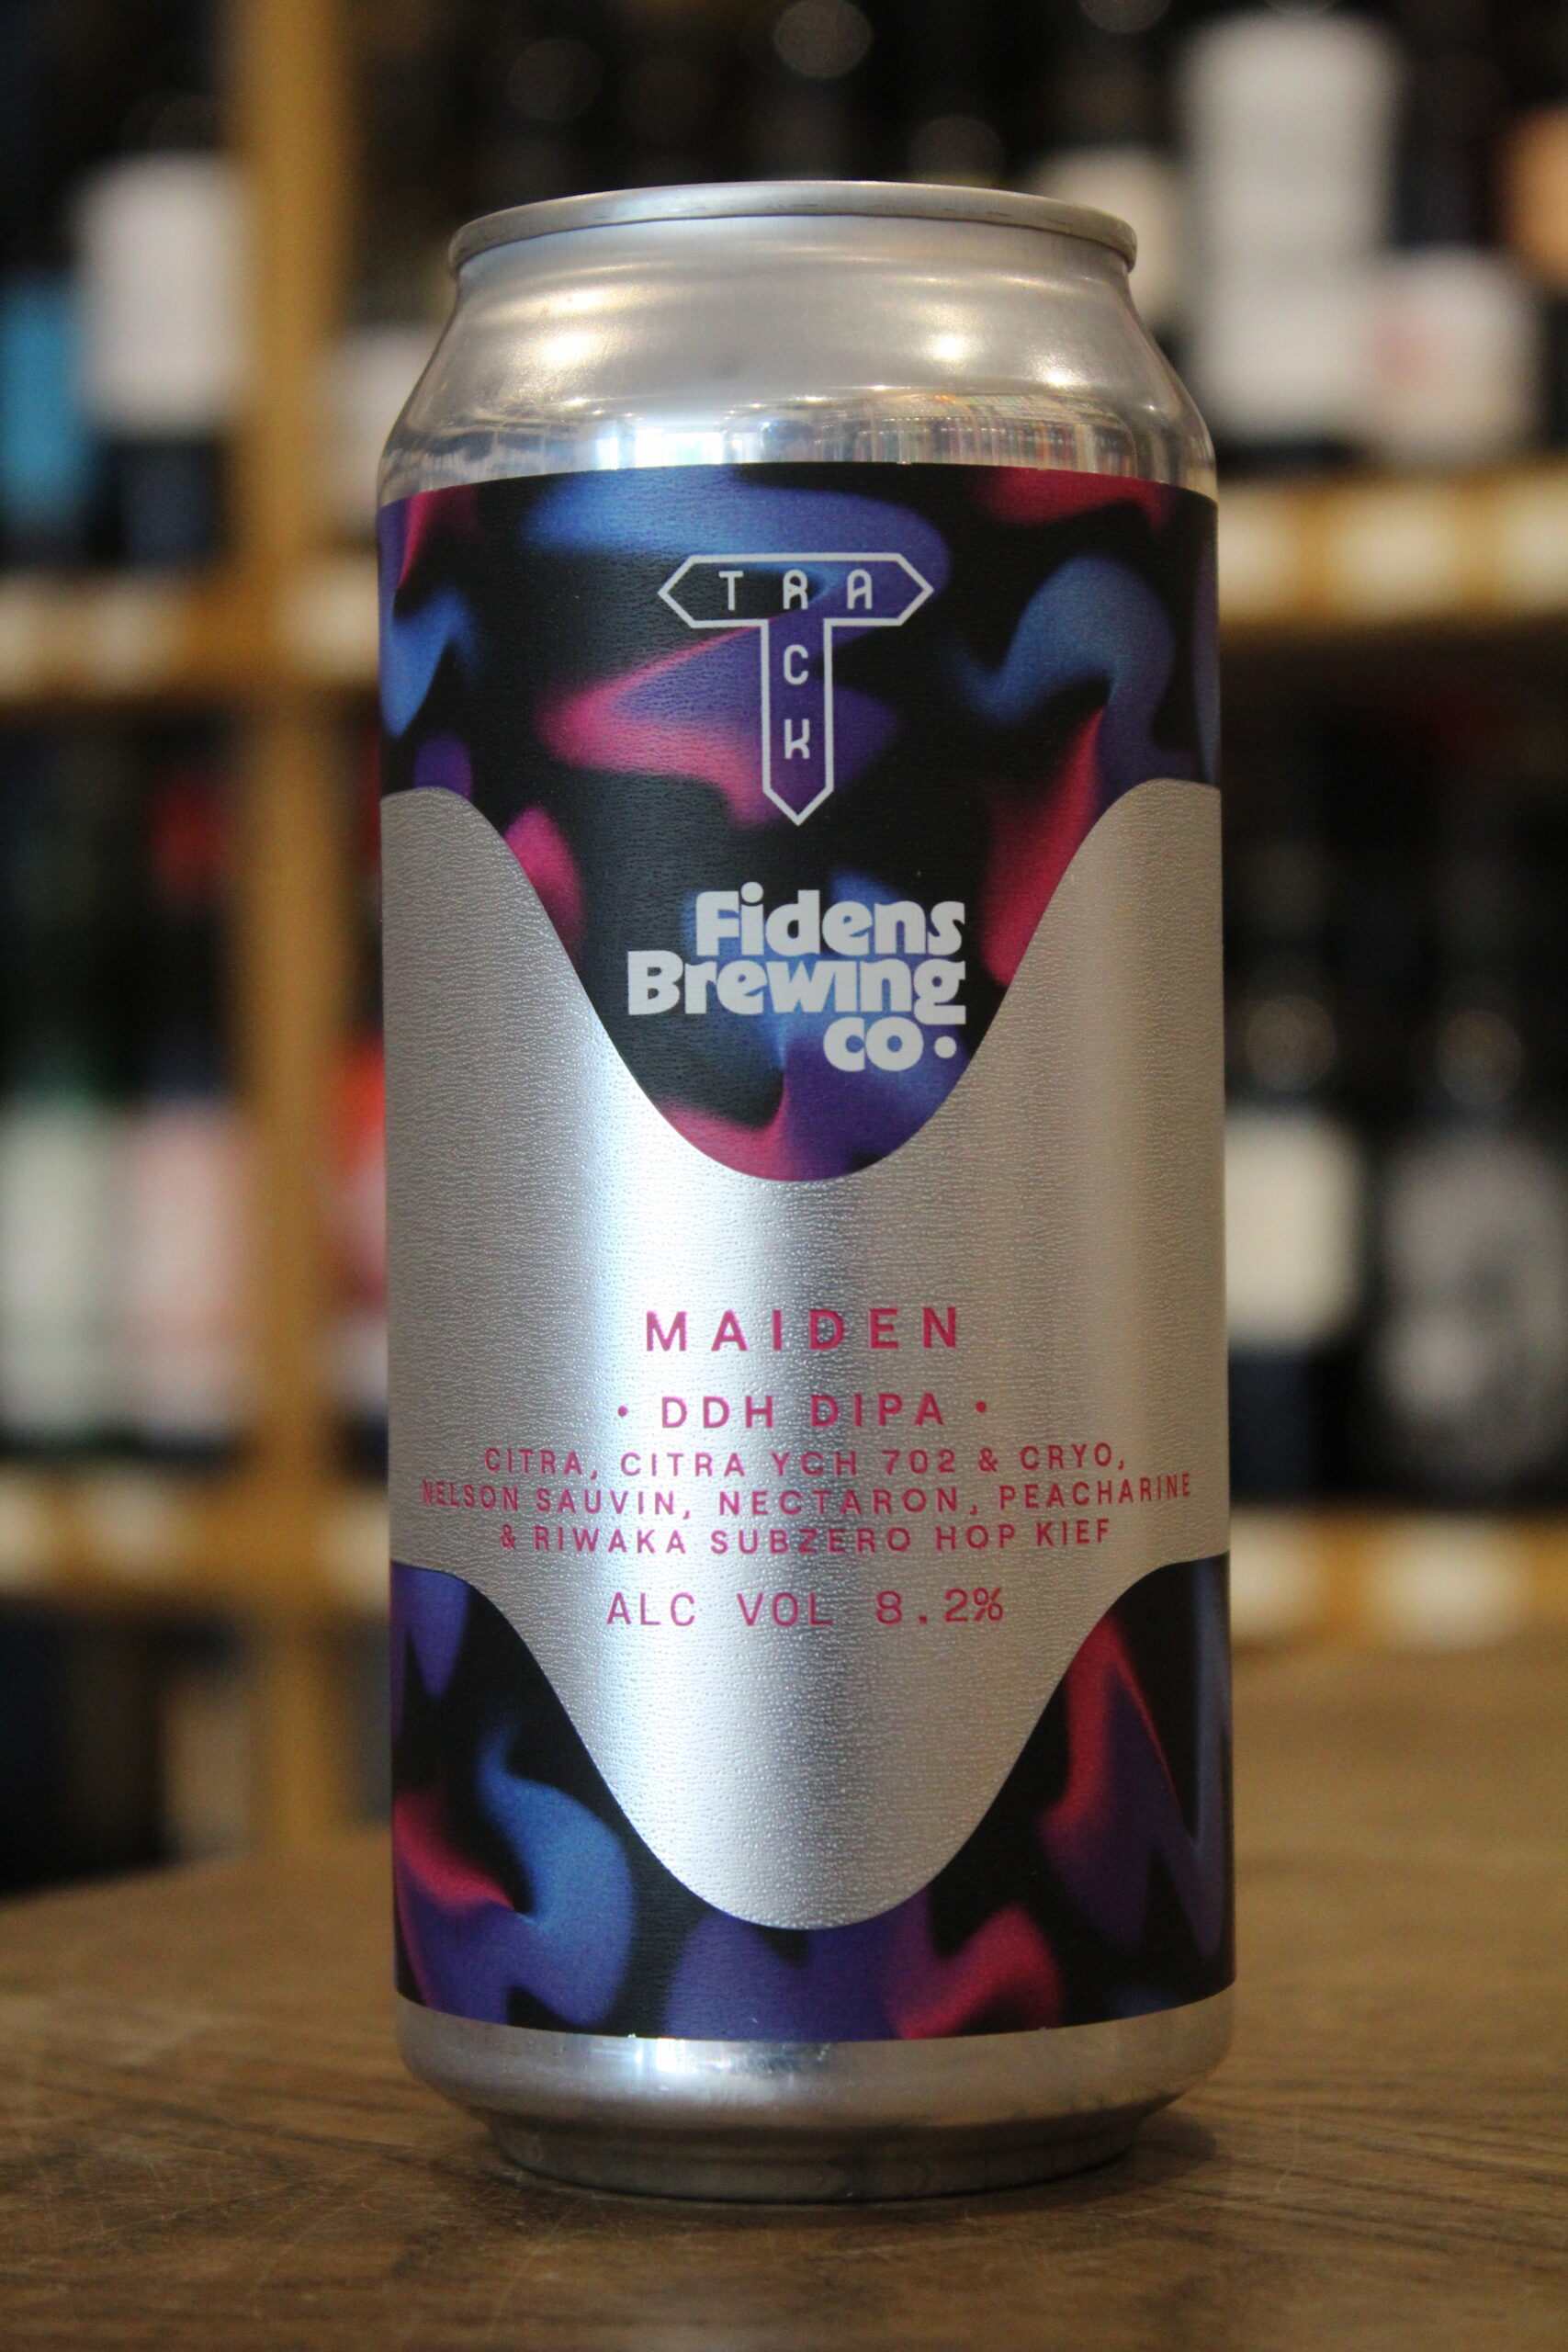 TRA
C
K
Fidens
Brewing
co.
MAIDEN
• DDH DIPA •
CITRA, CITRA YCH 702 & CRYO,
NELSON SAUVIN, NECTARON, PEACHARINE
& RIWAKA SUBZERO HOP KIEF
ALC VOL 8.2%